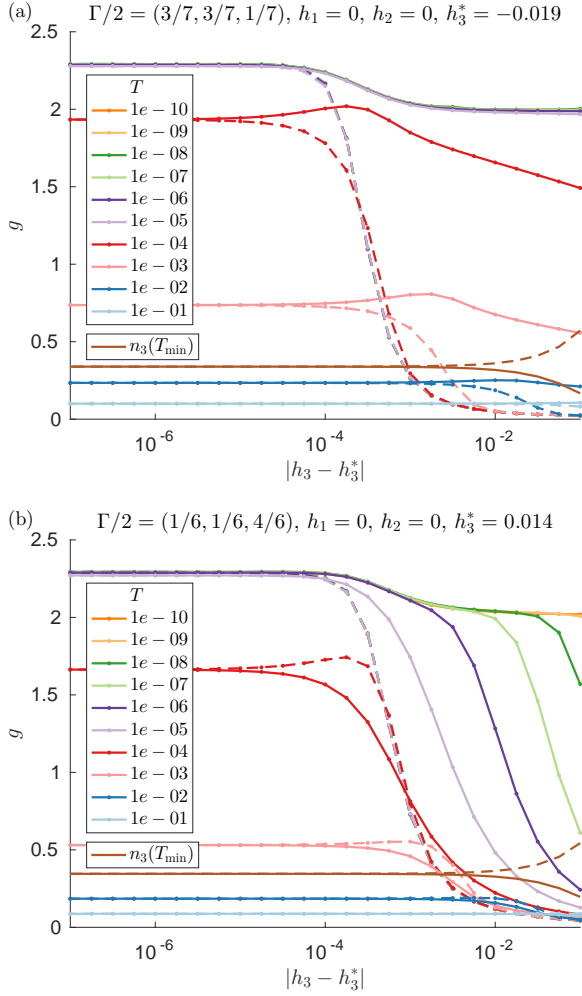 (a)
Γ/2 = (3/7, 3/7, 1/7), h₁ = 0, h₂ = 0, h₃* = −0.019
2.5
2
1.5
1
0.5
0
g
T
1e − 10
1e − 09
1e − 08
1e − 07
1e − 06
1e − 05
1e − 04
1e − 03
1e − 02
1e − 01
n₃(T_min)
10⁻⁶
10⁻⁴
10⁻²
|h₃ − h₃*|
(b)
Γ/2 = (1/6, 1/6, 4/6), h₁ = 0, h₂ = 0, h₃* = 0.014
2.5
2
1.5
1
0.5
0
g
T
1e − 10
1e − 09
1e − 08
1e − 07
1e − 06
1e − 05
1e − 04
1e − 03
1e − 02
1e − 01
n₃(T_min)
10⁻⁶
10⁻⁴
10⁻²
|h₃ − h₃*|